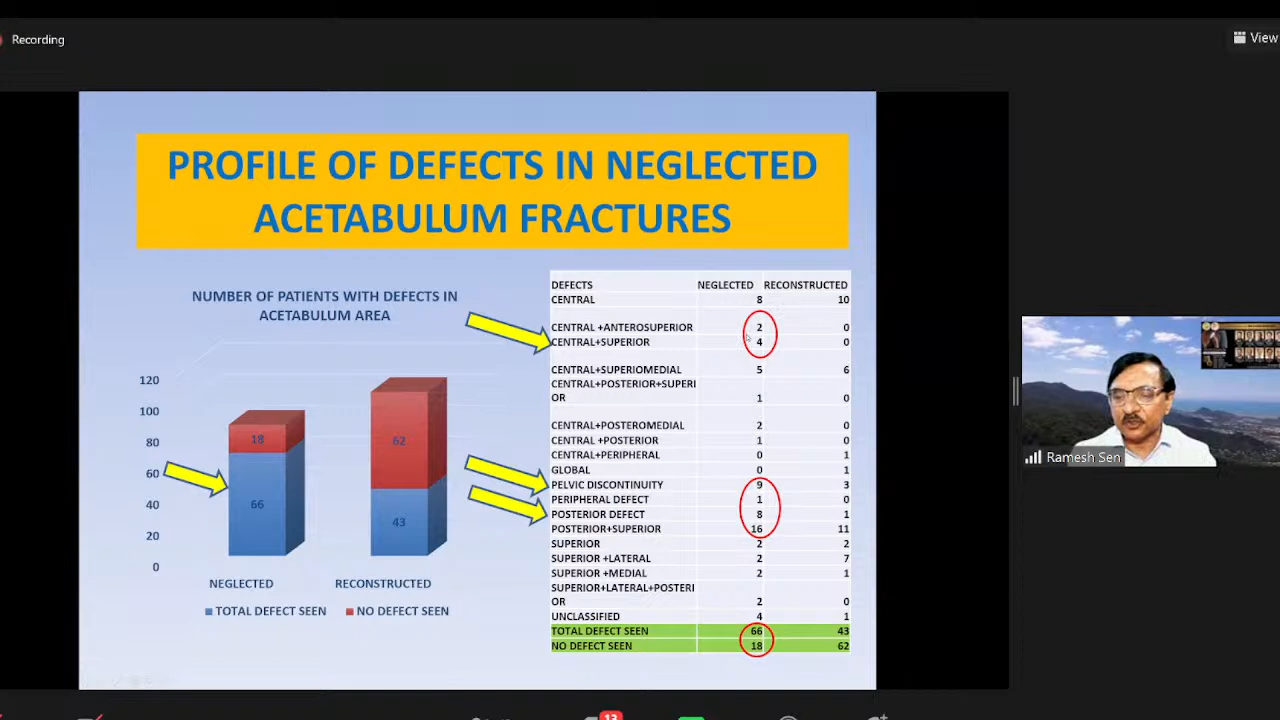 Recording
View
PROFILE OF DEFECTS IN NEGLECTED
ACETABULUM FRACTURES
NUMBER OF PATIENTS WITH DEFECTS IN
ACETABULUM AREA
120
100
80
60
40
20
0
18
66
62
43
NEGLECTED RECONSTRUCTED
TOTAL DEFECT SEEN NO DEFECT SEEN
DEFECTS NEGLECTED RECONSTRUCTED
CENTRAL 8 10
CENTRAL +ANTEROSUPERIOR 2 0
CENTRAL+SUPERIOR 4 0
CENTRAL+SUPERIOMEDIAL 5 6
CENTRAL+POSTERIOR+SUPERI
OR 1 0
CENTRAL+POSTEROMEDIAL 2 0
CENTRAL +POSTERIOR 1 0
CENTRAL+PERIPHERAL 0 1
GLOBAL 0 1
PELVIC DISCONTINUITY 9 3
PERIPHERAL DEFECT 1 0
POSTERIOR DEFECT 8 1
POSTERIOR+SUPERIOR 16 11
SUPERIOR 2 2
SUPERIOR +LATERAL 2 7
SUPERIOR +MEDIAL 2 1
SUPERIOR+LATERAL+POSTERI
OR 2 0
UNCLASSIFIED 4 1
TOTAL DEFECT SEEN 66 43
NO DEFECT SEEN 18 62
Ramesh Sen
13